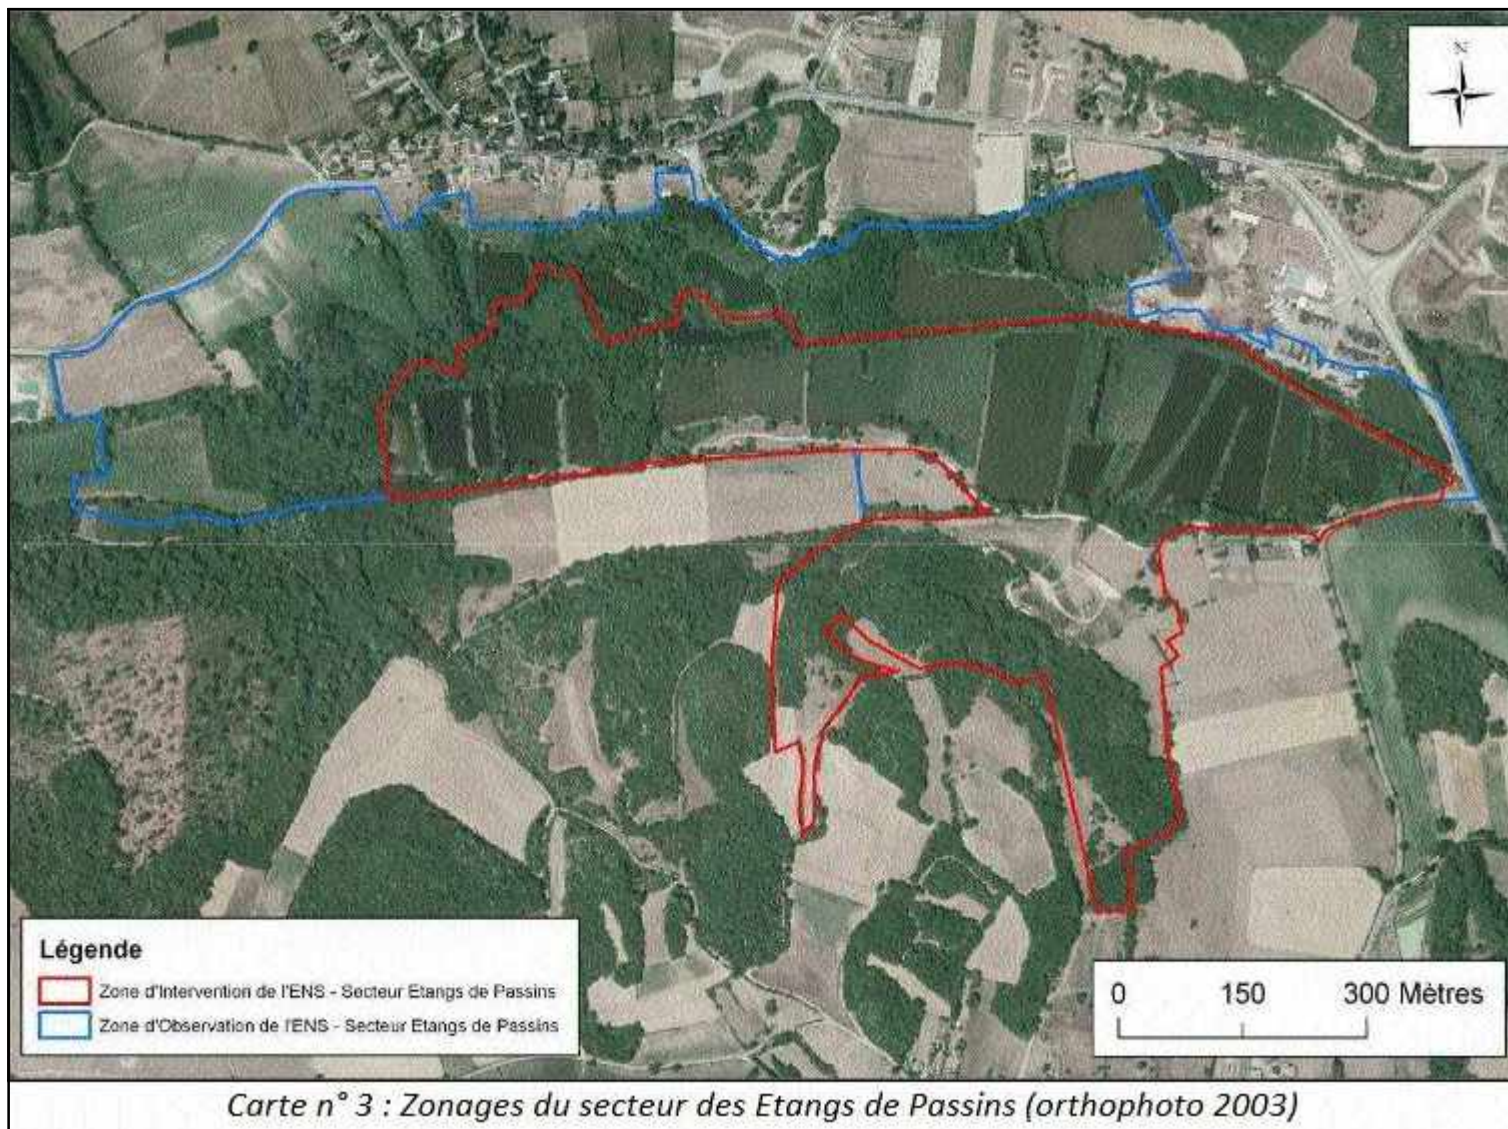 N
Légende
Zone d'Intervention de l'ENS - Secteur Etangs de Passins
Zone d'Observation de l'ENS - Secteur Etangs de Passins
0 150 300 Mètres
Carte n° 3 : Zonages du secteur des Etangs de Passins (orthophoto 2003)